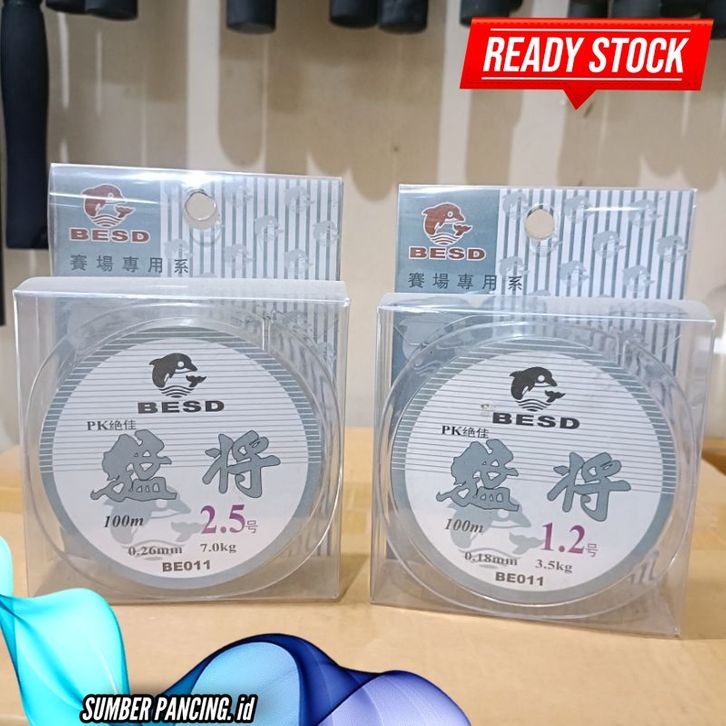 READY STOCK
BESD
賽場專用系
BESD
PK绝佳
猛将
100m 2.5号
0.26mm 7.0kg
BE011
BESD
賽場專用系
BESD
PK绝佳
猛将
100m 1.2号
0.18mm 3.5kg
BE011
SUMBER PANCING.id